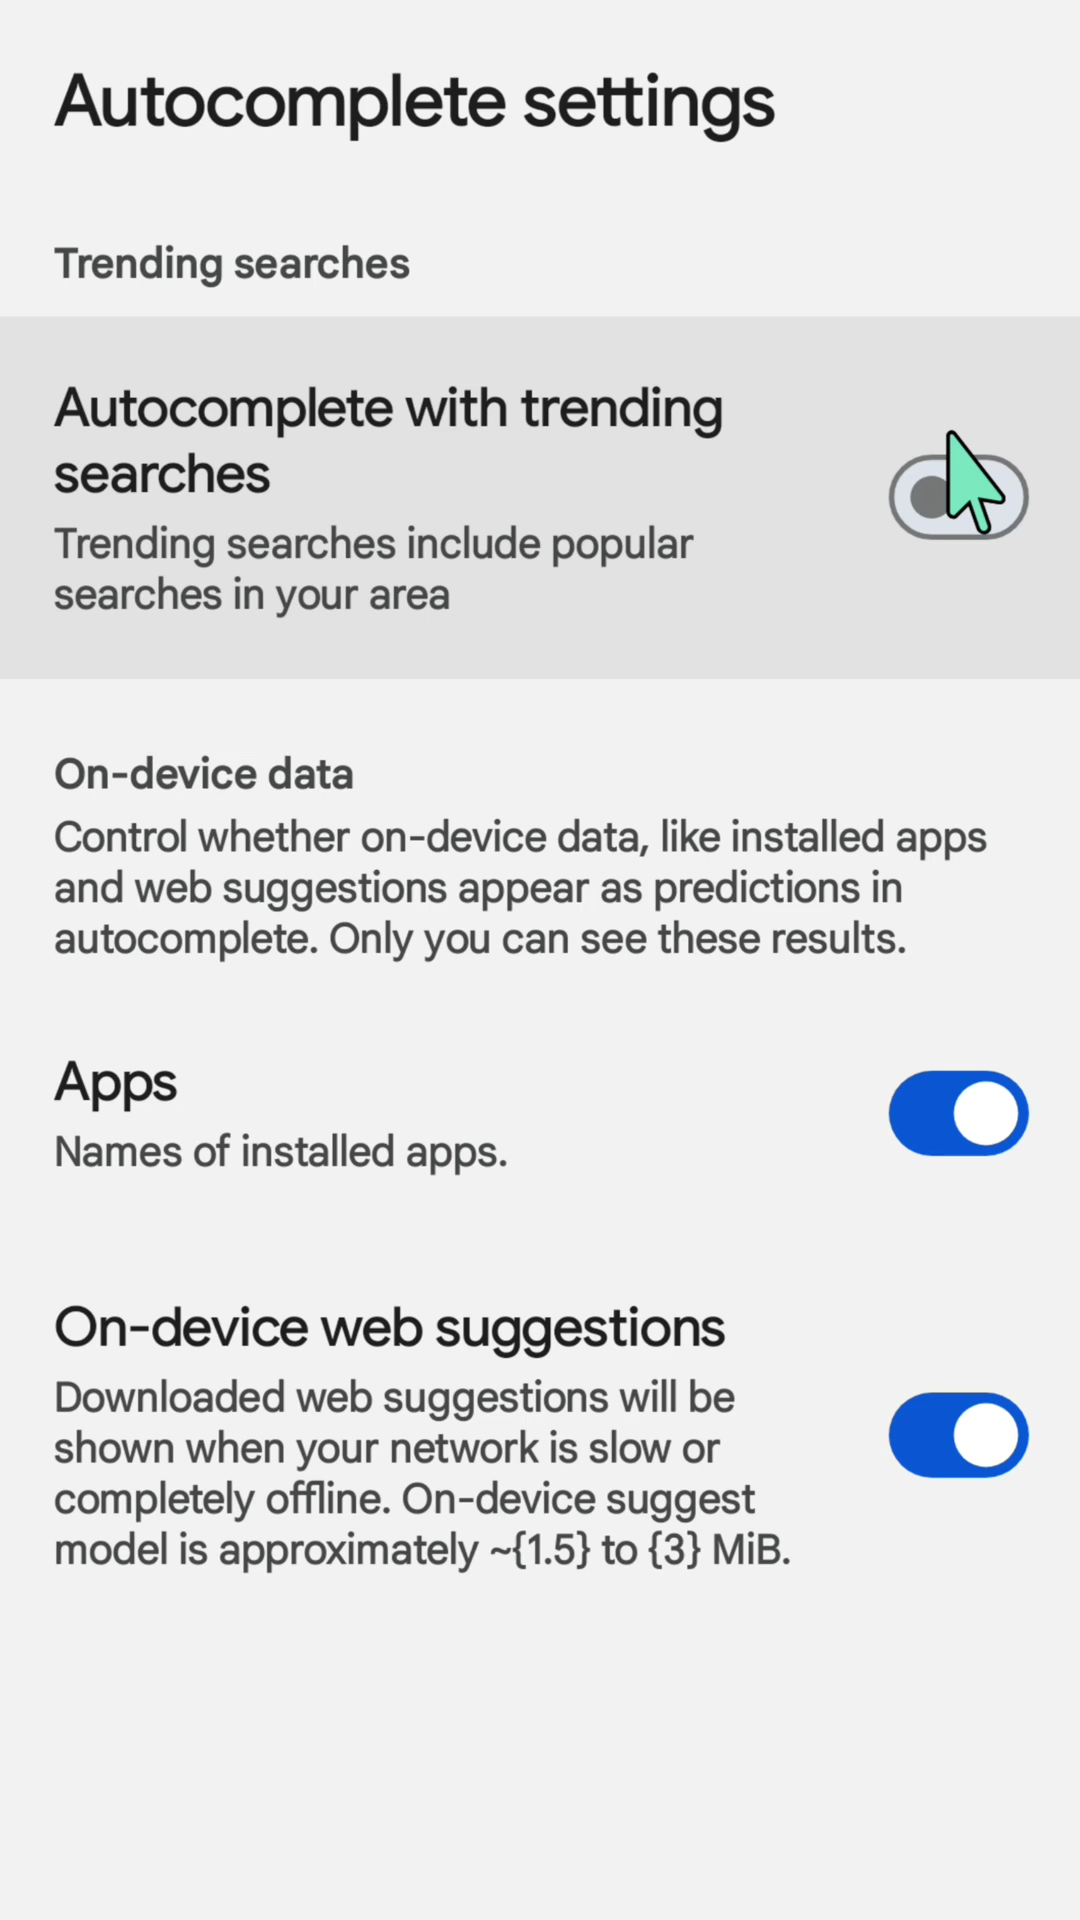 Autocomplete settings
Trending searches
Autocomplete with trending
searches
Trending searches include popular
searches in your area
On-device data
Control whether on-device data, like installed apps
and web suggestions appear as predictions in
autocomplete. Only you can see these results.
Apps
Names of installed apps.
On-device web suggestions
Downloaded web suggestions will be
shown when your network is slow or
completely offline. On-device suggest
model is approximately ~{1.5} to {3} MiB.